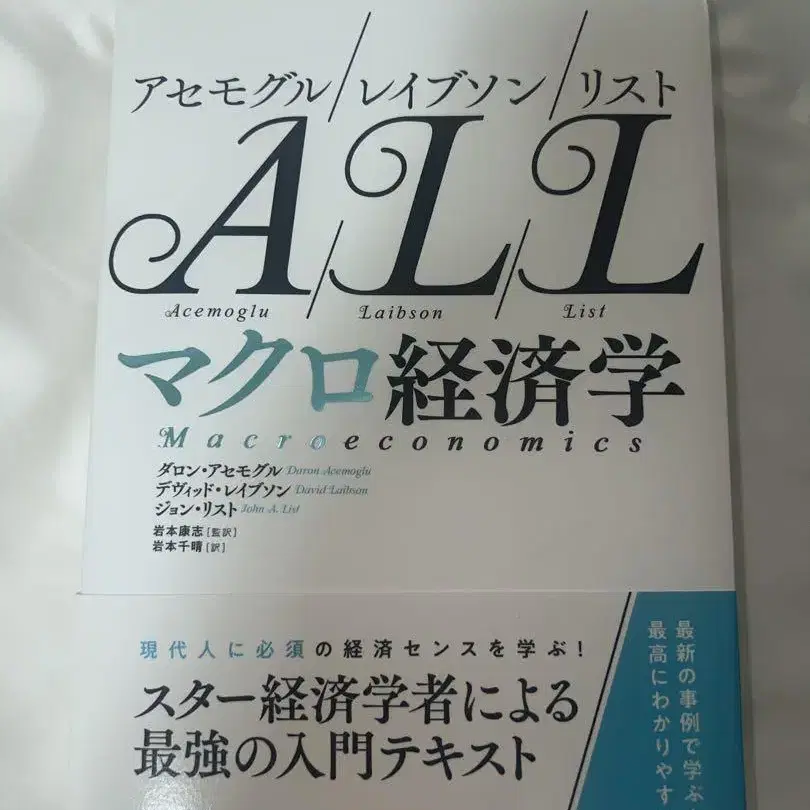 アセモグル/レイブソン/リスト
A/L/L
Acemoglu / Laibson / List
マクロ経済学
Macroeconomics
ダロン・アセモグル Daron Acemoglu
デヴィッド・レイブソン David Laibson
ジョン・リスト John A. List
岩本康志[監訳]
岩本千晴[訳]
現代人に必須の経済センスを学ぶ!
スター経済学者による
最強の入門テキスト
最新の事例で学ぶ
最高にわかりやす